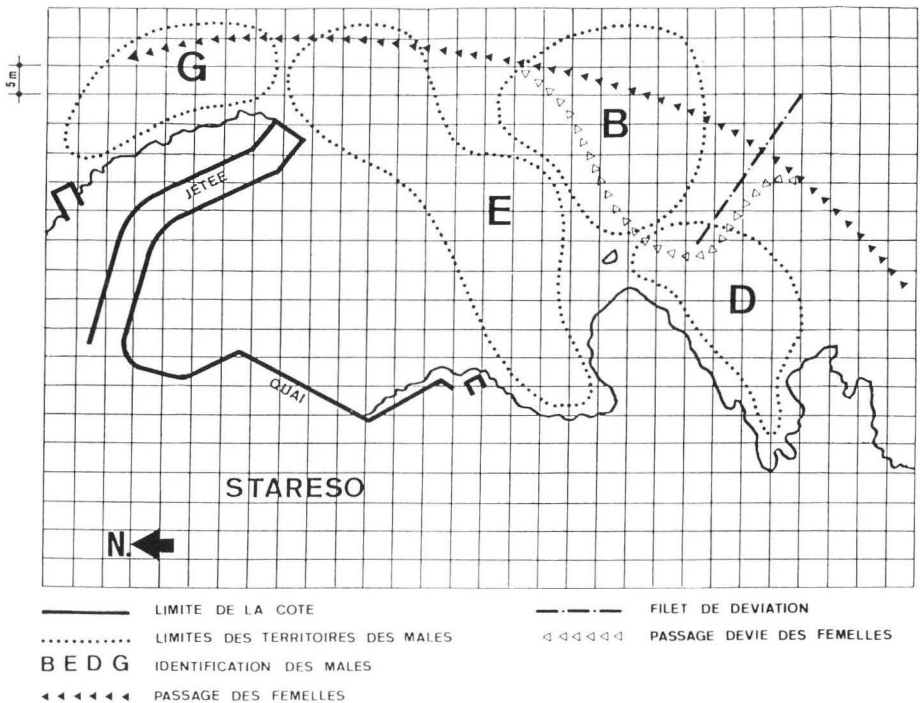 5m
G
B
JETEE
E
D
QUAI
STARESO
N.
LIMITE DE LA COTE
LIMITES DES TERRITOIRES DES MALES
B E D G IDENTIFICATION DES MALES
PASSAGE DES FEMELLES
FILET DE DEVIATION
PASSAGE DEVIE DES FEMELLES